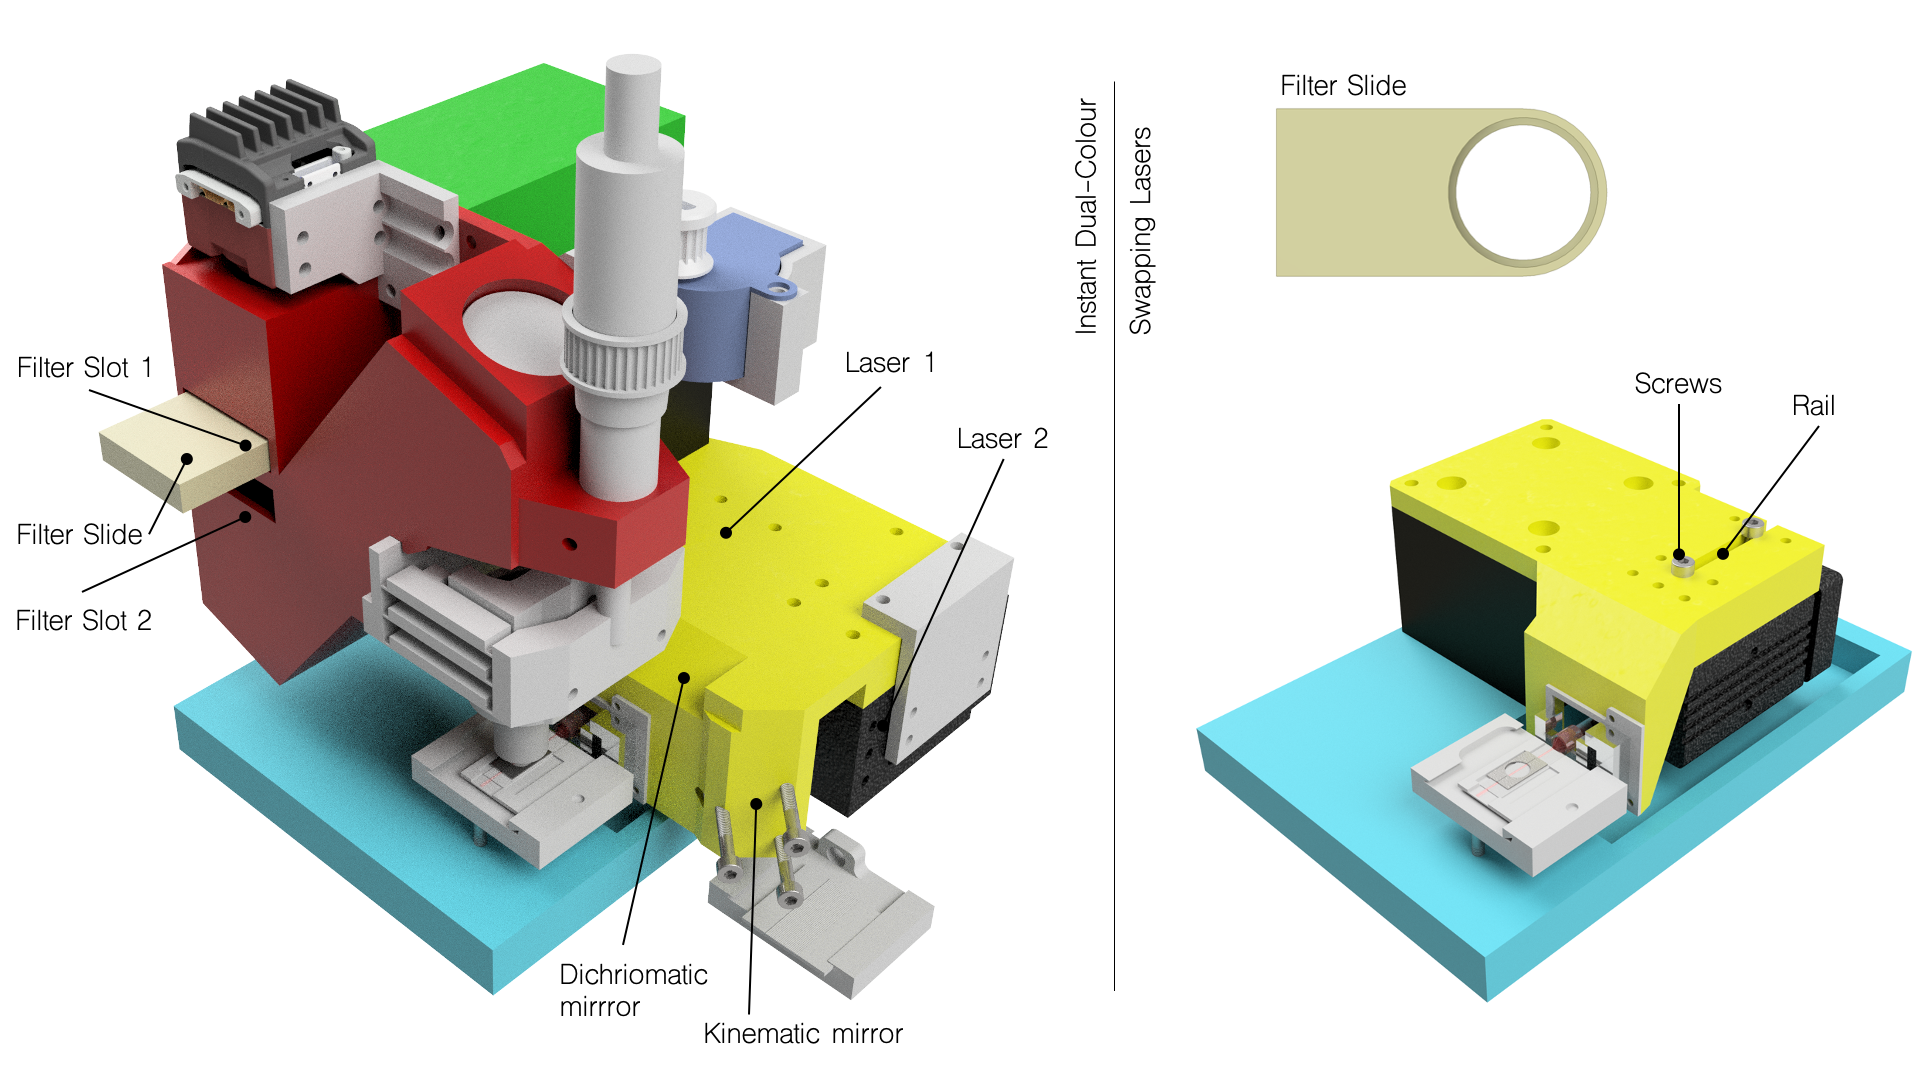 Filter Slot 1
Filter Slide
Filter Slot 2
Laser 1
Laser 2
Dichriomatic
mirrror
Kinematic mirror
Instant Dual-Colour
Swapping Lasers
Filter Slide
Screws
Rail